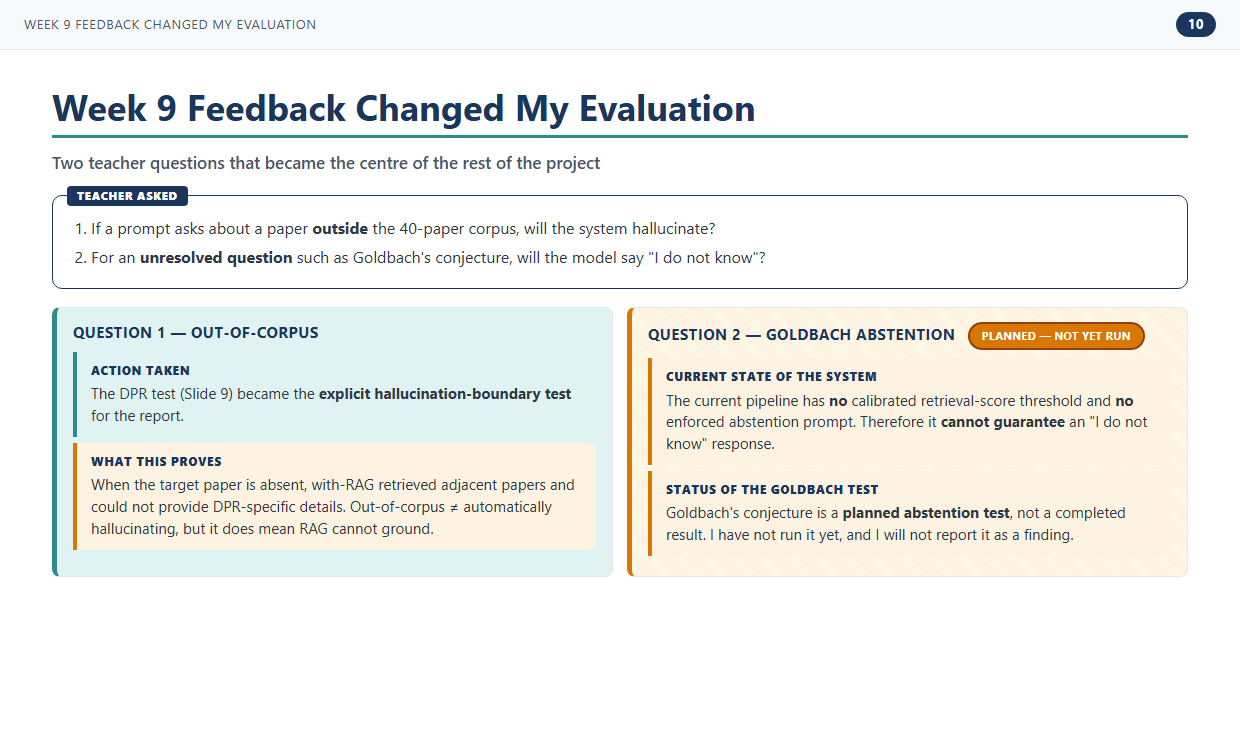 WEEK 9 FEEDBACK CHANGED MY EVALUATION
10
Week 9 Feedback Changed My Evaluation
Two teacher questions that became the centre of the rest of the project
TEACHER ASKED
1. If a prompt asks about a paper outside the 40-paper corpus, will the system hallucinate?
2. For an unresolved question such as Goldbach's conjecture, will the model say "I do not know"?
QUESTION 1 — OUT-OF-CORPUS
ACTION TAKEN
The DPR test (Slide 9) became the explicit hallucination-boundary test
for the report.
WHAT THIS PROVES
When the target paper is absent, with-RAG retrieved adjacent papers and
could not provide DPR-specific details. Out-of-corpus ≠ automatically
hallucinating, but it does mean RAG cannot ground.
QUESTION 2 — GOLDBACH ABSTENTION
PLANNED — NOT YET RUN
CURRENT STATE OF THE SYSTEM
The current pipeline has no calibrated retrieval-score threshold and no
enforced abstention prompt. Therefore it cannot guarantee an "I do not
know" response.
STATUS OF THE GOLDBACH TEST
Goldbach's conjecture is a planned abstention test, not a completed
result. I have not run it yet, and I will not report it as a finding.